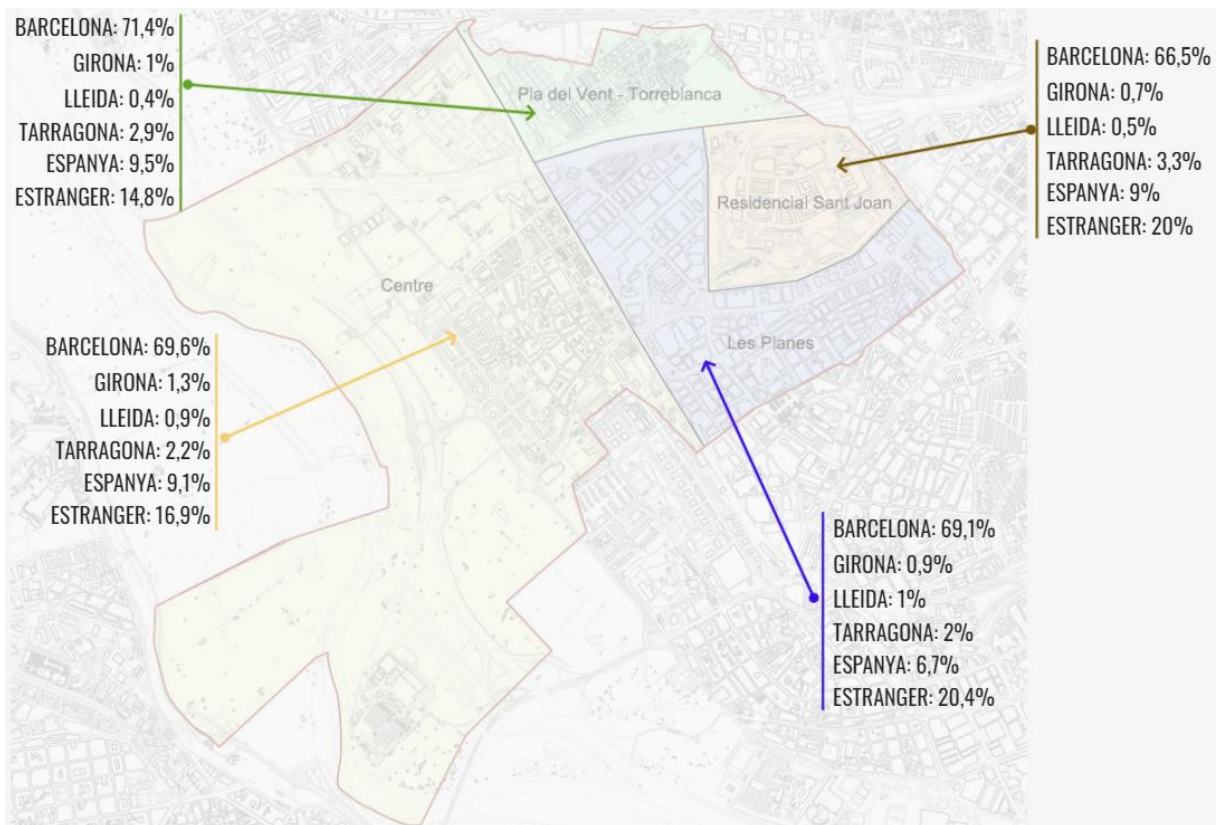 BARCELONA: 71,4%
GIRONA: 1%
LLEIDA: 0,4%
TARRAGONA: 2,9%
ESPANYA: 9,5%
ESTRANGER: 14,8%
BARCELONA: 66,5%
GIRONA: 0,7%
LLEIDA: 0,5%
TARRAGONA: 3,3%
ESPANYA: 9%
ESTRANGER: 20%
Pla del Vent - Torreblanca
Residencial Sant Joan
Centre
Les Planes
BARCELONA: 69,6%
GIRONA: 1,3%
LLEIDA: 0,9%
TARRAGONA: 2,2%
ESPANYA: 9,1%
ESTRANGER: 16,9%
BARCELONA: 69,1%
GIRONA: 0,9%
LLEIDA: 1%
TARRAGONA: 2%
ESPANYA: 6,7%
ESTRANGER: 20,4%